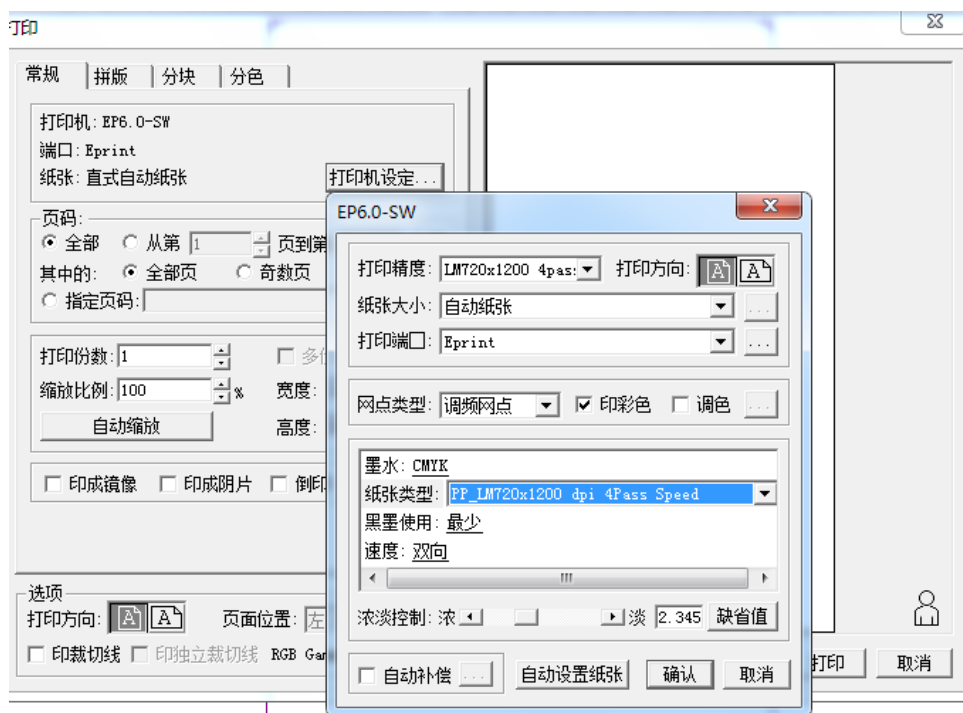 打印
常规 拼版 分块 分色
打印机: EP6.0-SW
端口: Eprint
纸张: 直式自动纸张
打印机设定...
页码:
全部 从第 1 页到第
其中的: 全部页 奇数页
指定页码:
打印份数: 1
缩放比例: 100 % 宽度:
自动缩放 高度:
印成镜像 印成阴片 倒印
选项
打印方向: A A 页面位置: 左
印裁切线 印独立裁切线 RGB Gam
打印 取消
EP6.0-SW
打印精度: LM720x1200 4pas: 打印方向: A A
纸张大小: 自动纸张 ...
打印端口: Eprint ...
网点类型: 调频网点 印彩色 调色 ...
墨水: CMYK
纸张类型: PP_LM720x1200 dpi 4Pass Speed
黑墨使用: 最少
速度: 双向
浓淡控制: 浓 淡 2.345 缺省值
自动补偿 ... 自动设置纸张 确认 取消